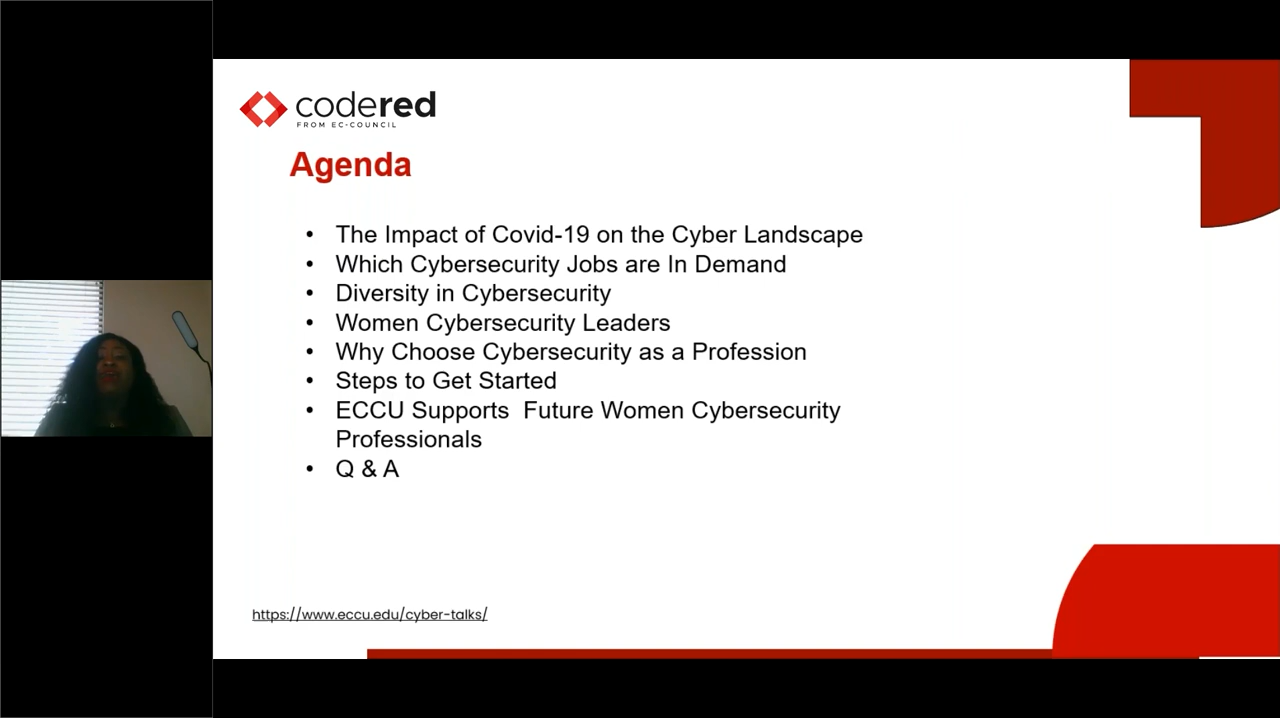 codered
FROM EC-COUNCIL
Agenda
• The Impact of Covid-19 on the Cyber Landscape
• Which Cybersecurity Jobs are In Demand
• Diversity in Cybersecurity
• Women Cybersecurity Leaders
• Why Choose Cybersecurity as a Profession
• Steps to Get Started
• ECCU Supports  Future Women Cybersecurity
Professionals
• Q & A
https://www.eccu.edu/cyber-talks/